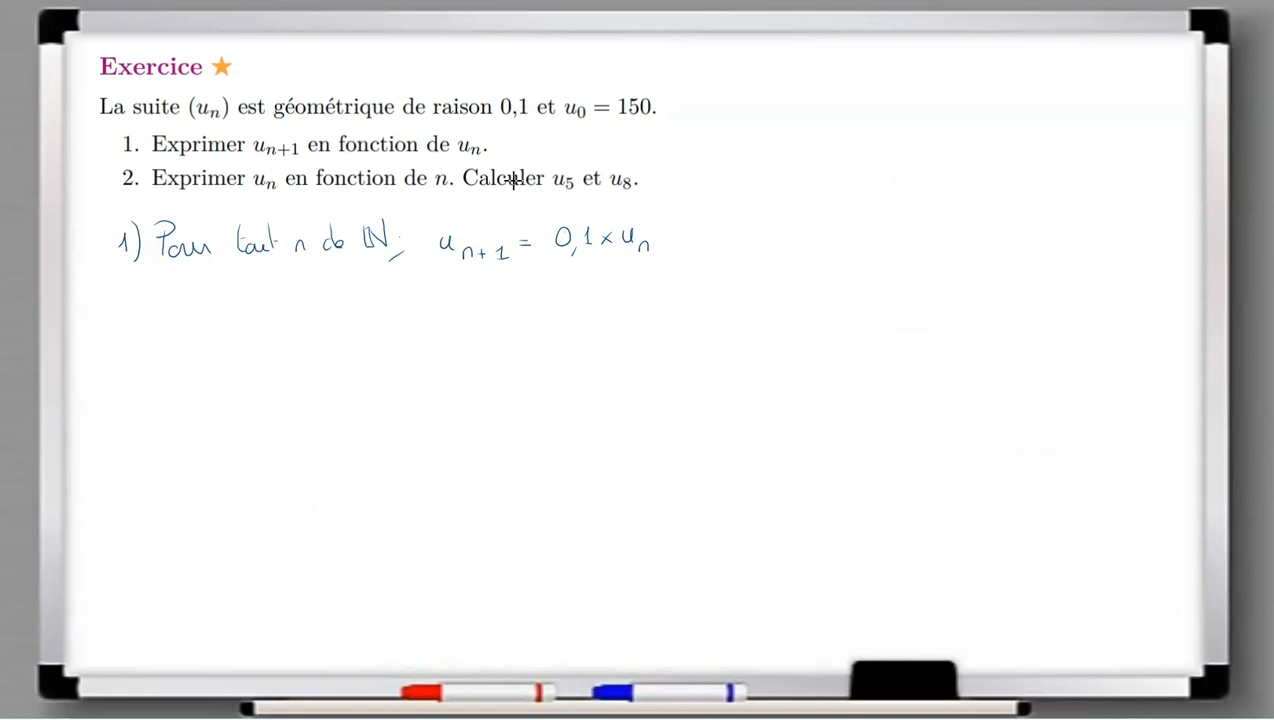 Exercice ★
La suite (uₙ) est géométrique de raison 0,1 et u₀ = 150.
1. Exprimer uₙ₊₁ en fonction de uₙ.
2. Exprimer uₙ en fonction de n. Calculer u₅ et u₈.
1) Pour tout n de ℕ, uₙ₊₁ = 0,1 × uₙ